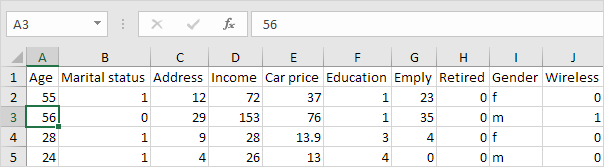 A3 fx 56
A B C D E F G H I J
1 Age Marital status Address Income Car price Education Emply Retired Gender Wireless
2 55 1 12 72 37 1 23 0 f 0
3 56 0 29 153 76 1 35 0 m 1
4 28 1 9 28 13.9 3 4 0 f 0
5 24 1 4 26 13 4 0 0 m 0